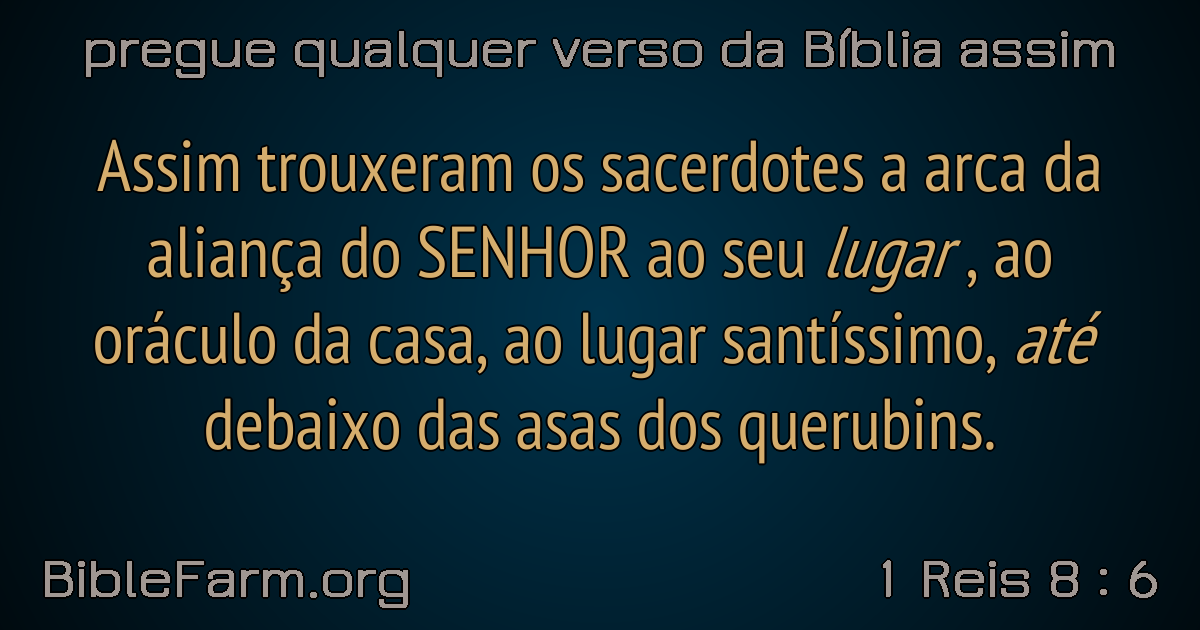 pregue qualquer verso da Bíblia assim
Assim trouxeram os sacerdotes a arca da
aliança do SENHOR ao seu lugar , ao
oráculo da casa, ao lugar santíssimo, até
debaixo das asas dos querubins.
BibleFarm.org
1 Reis 8 : 6